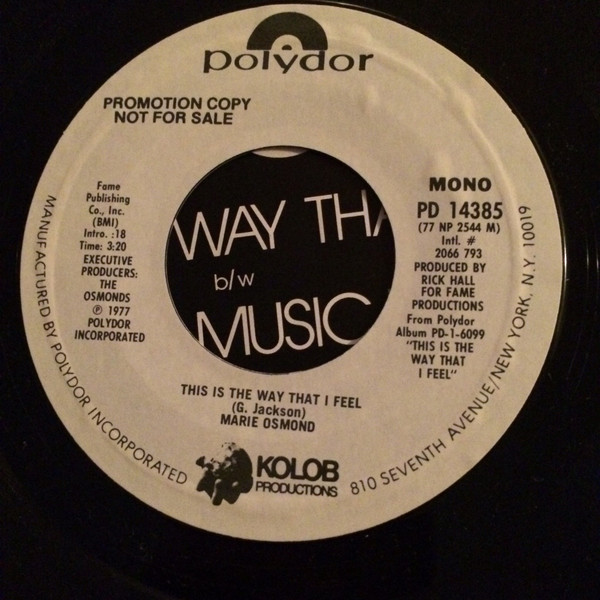 polydor
PROMOTION COPY
NOT FOR SALE
Fame
Publishing
Co., Inc.
(BMI)
Intro. :18
Time: 3:20
EXECUTIVE
PRODUCERS:
THE
OSMONDS
℗ 1977
POLYDOR
INCORPORATED
WAY THA
b/w
MUSIC
MONO
PD 14385
(77 NP 2544 M)
Intl. #
2066 793
PRODUCED BY
RICK HALL
FOR FAME
PRODUCTIONS
From Polydor
Album PD-1-6099
"THIS IS THE
WAY THAT
I FEEL"
THIS IS THE WAY THAT I FEEL
(G. Jackson)
MARIE OSMOND
KOLOB
PRODUCTIONS
MANUFACTURED BY POLYDOR INCORPORATED
810 SEVENTH AVENUE/NEW YORK, N.Y. 10019